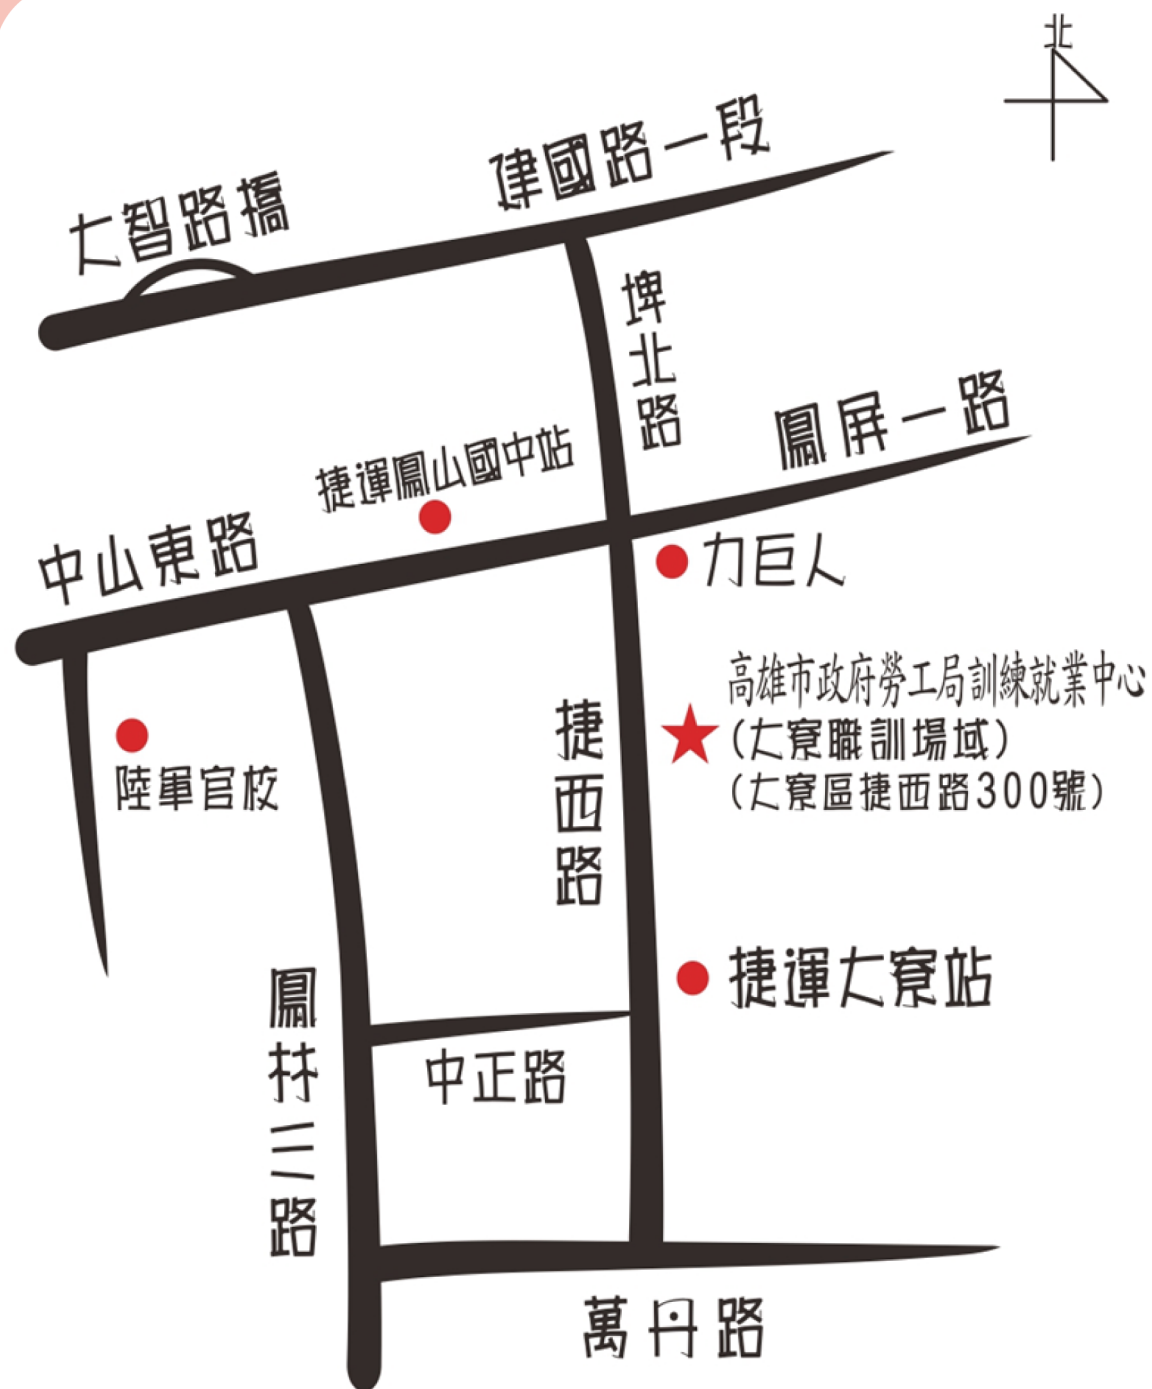 北
建國路一段
大智路橋
埤北路
鳳屏一路
捷運鳳山國中站
中山東路
力巨人
高雄市政府勞工局訓練就業中心
(大寮職訓場域)
(大寮區捷西路300號)
捷西路
陸軍官校
捷運大寮站
鳳林三路
中正路
萬丹路